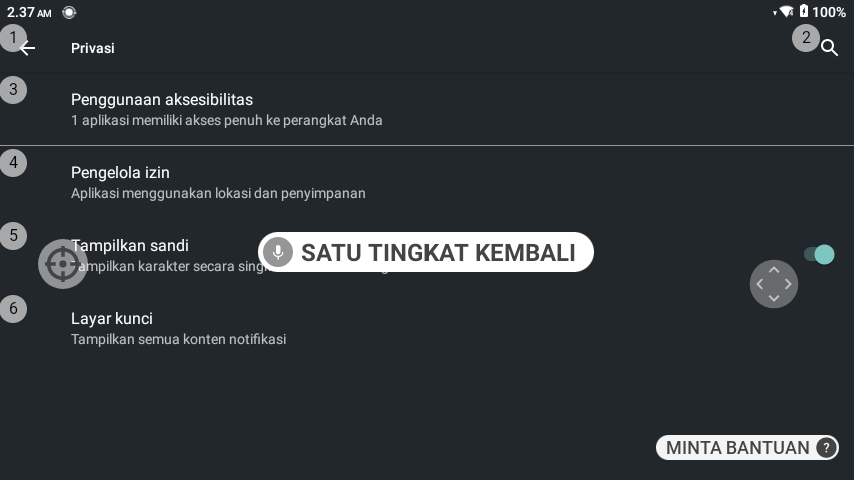 2.37 AM
100%
1
Privasi
2
3
Penggunaan aksesibilitas
1 aplikasi memiliki akses penuh ke perangkat Anda
4
Pengelola izin
Aplikasi menggunakan lokasi dan penyimpanan
5
Tampilkan sandi
Tampilkan karakter secara
SATU TINGKAT KEMBALI
6
Layar kunci
Tampilkan semua konten notifikasi
MINTA BANTUAN ?